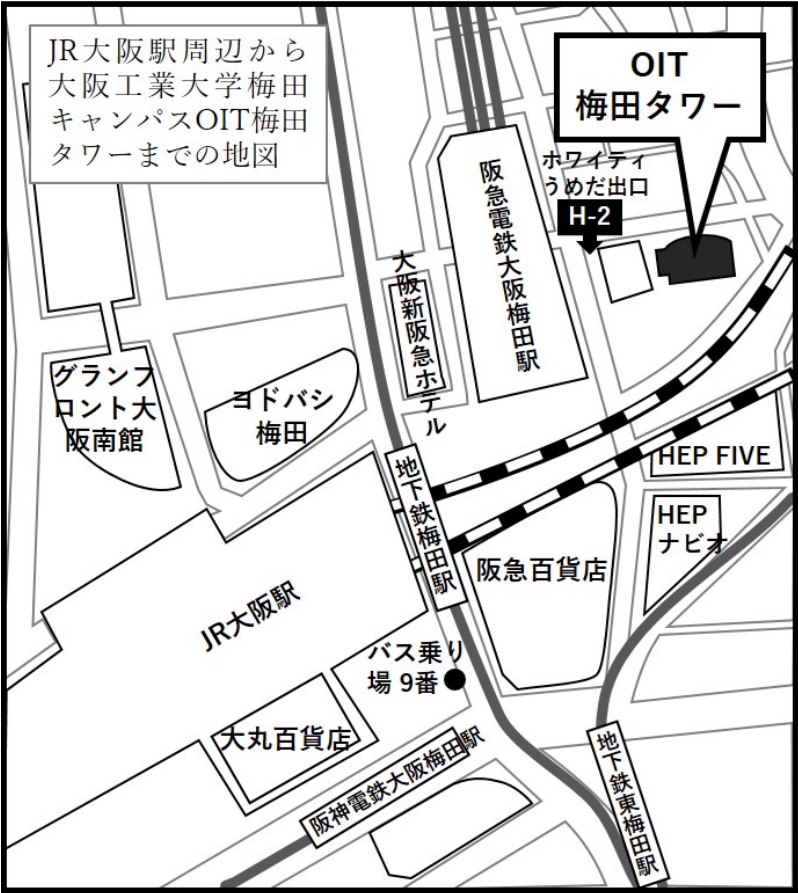 JR大阪駅周辺から
大阪工業大学梅田
キャンパスOIT梅田
タワーまでの地図
OIT
梅田タワー
ホワイティ
うめだ出口
H-2
阪急電鉄大阪梅田駅
大阪新阪急ホテル
グランフ
ロント大
阪南館
ヨドバシ
梅田
地下鉄梅田駅
HEP FIVE
HEP
ナビオ
阪急百貨店
JR大阪駅
バス乗り
場 9番
大丸百貨店
阪神電鉄大阪梅田駅
地下鉄東梅田駅